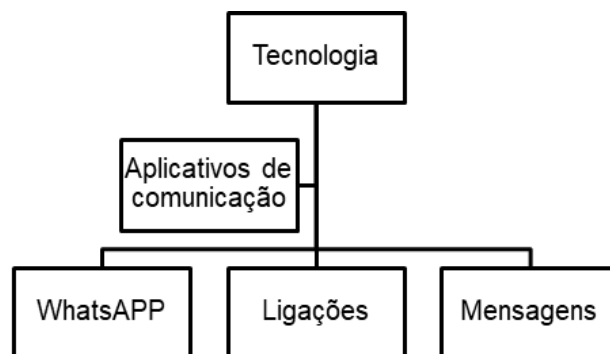 Tecnologia
Aplicativos de
comunicação
WhatsAPP
Ligações
Mensagens